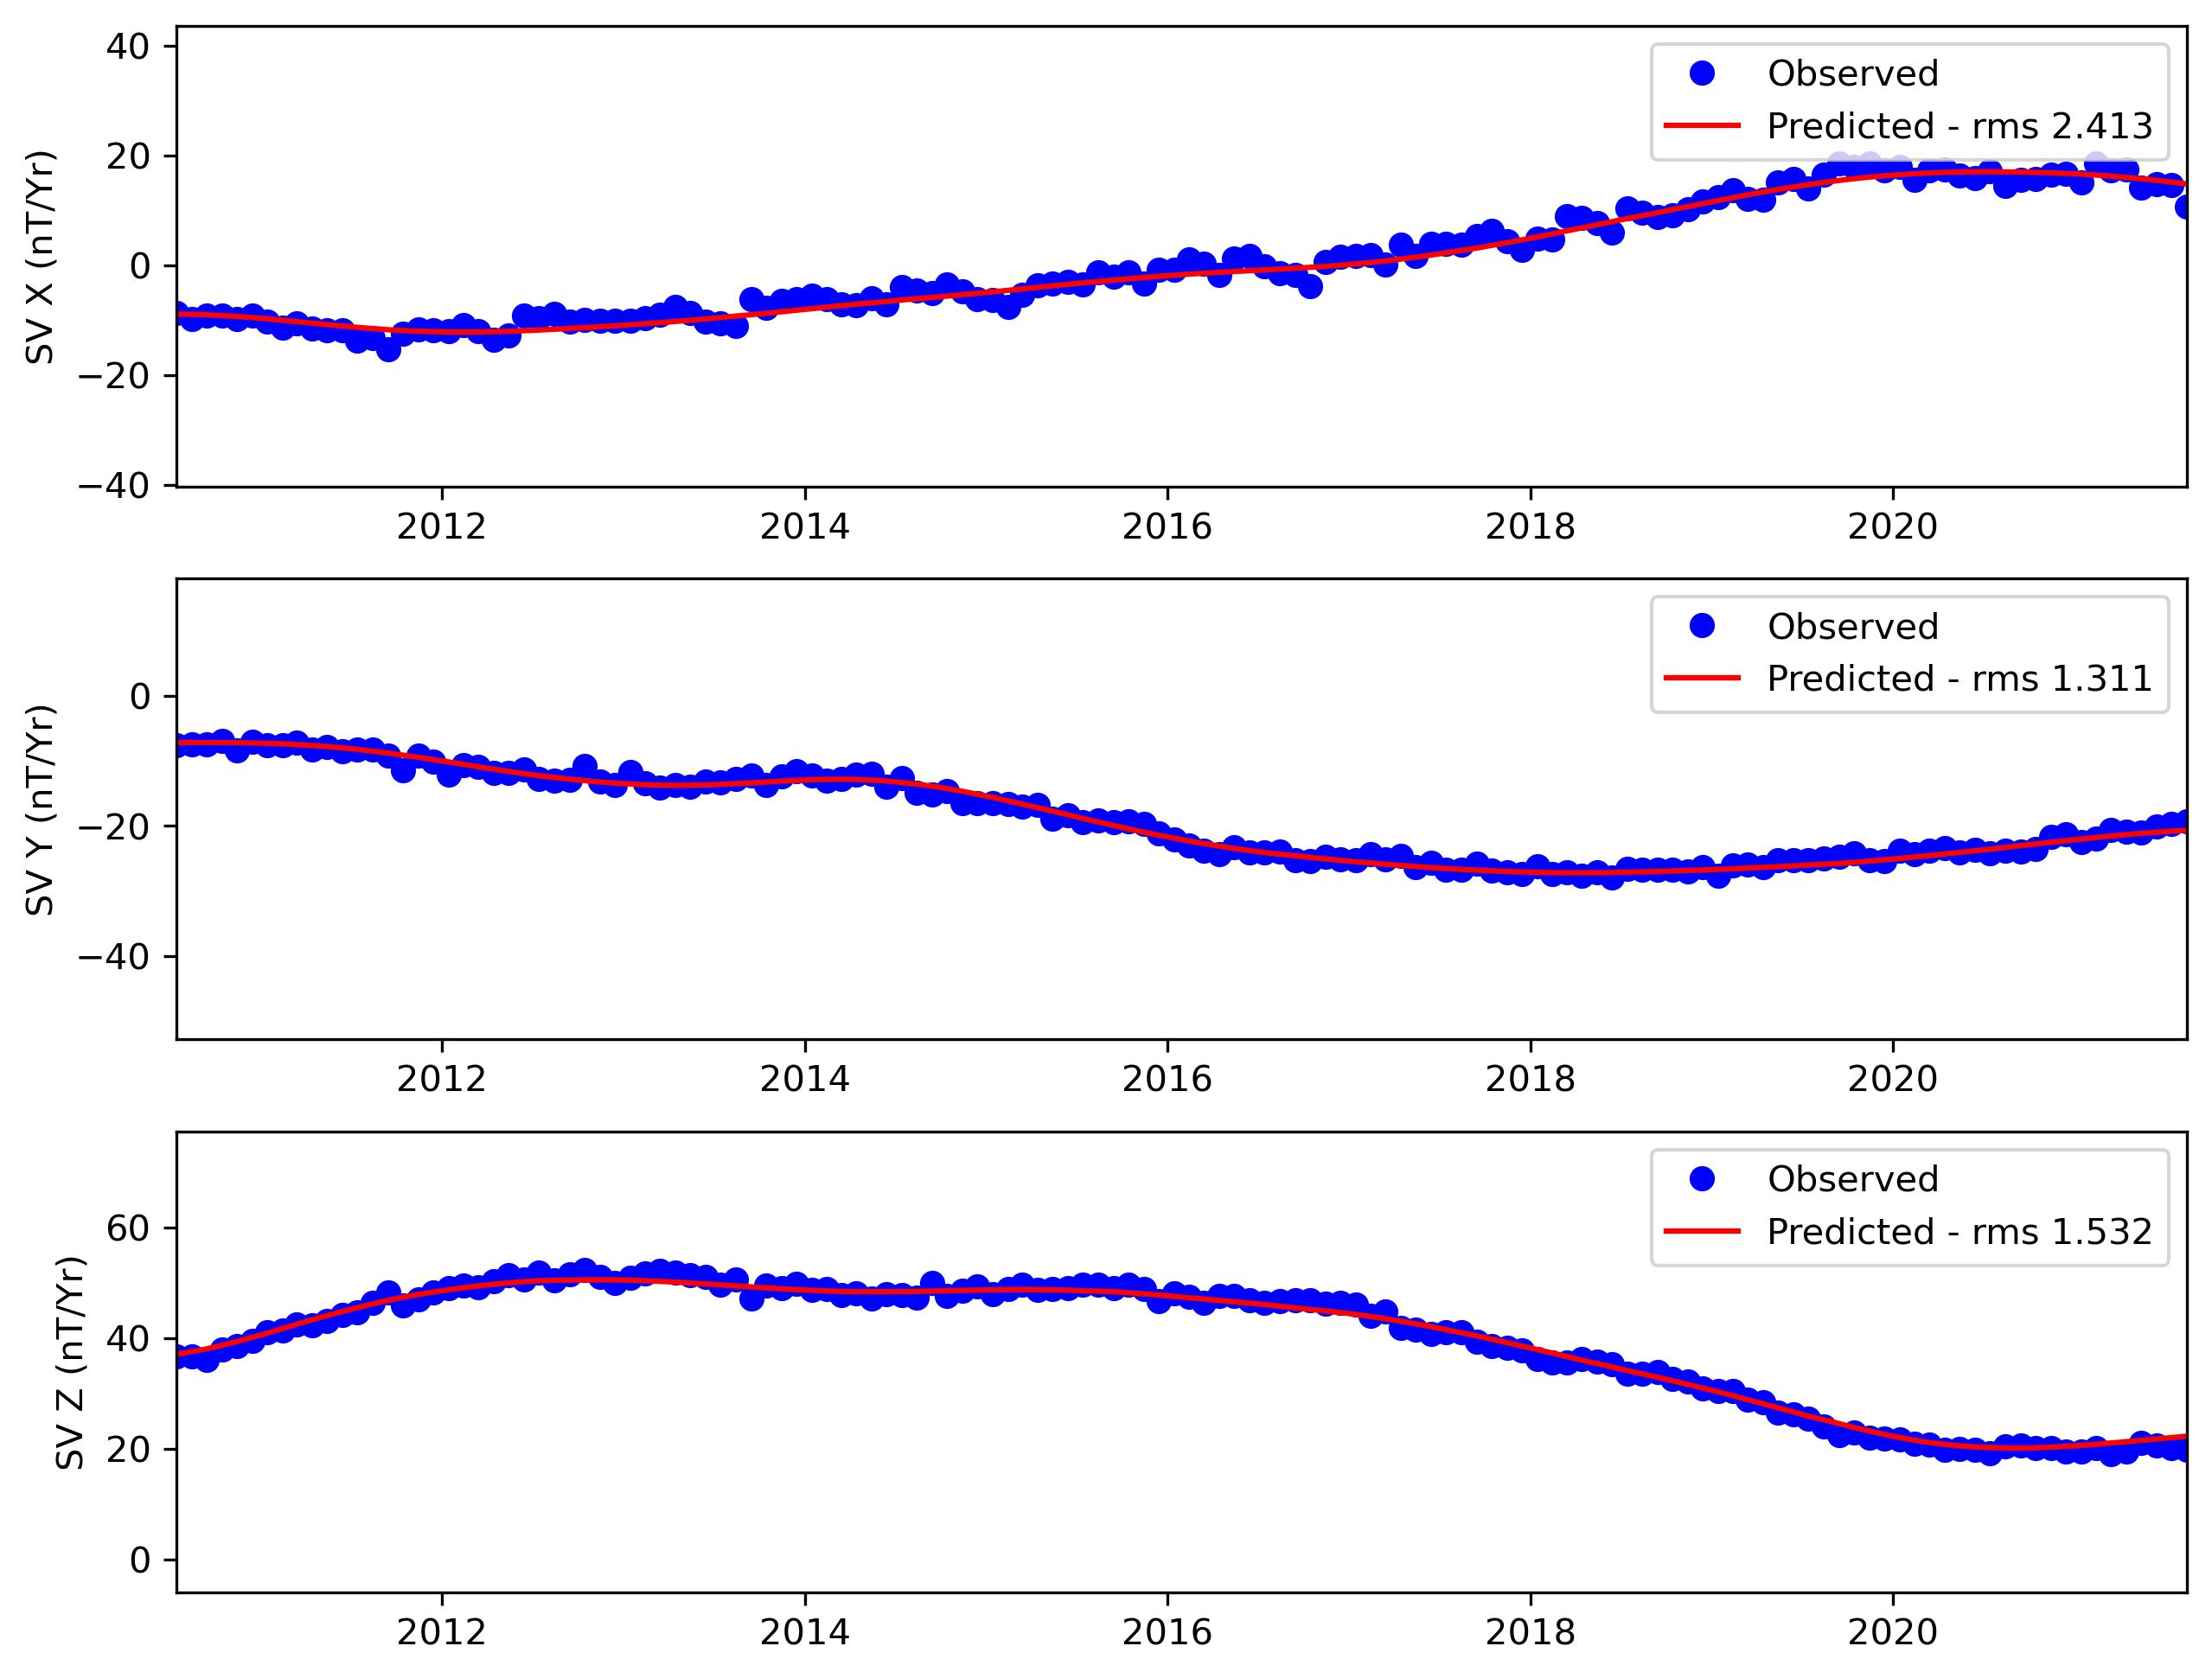 SV X (nT/Yr)
40
20
0
−20
−40
Observed
Predicted - rms 2.413
2012 2014 2016 2018 2020
SV Y (nT/Yr)
0
−20
−40
Observed
Predicted - rms 1.311
2012 2014 2016 2018 2020
SV Z (nT/Yr)
60
40
20
0
Observed
Predicted - rms 1.532
2012 2014 2016 2018 2020